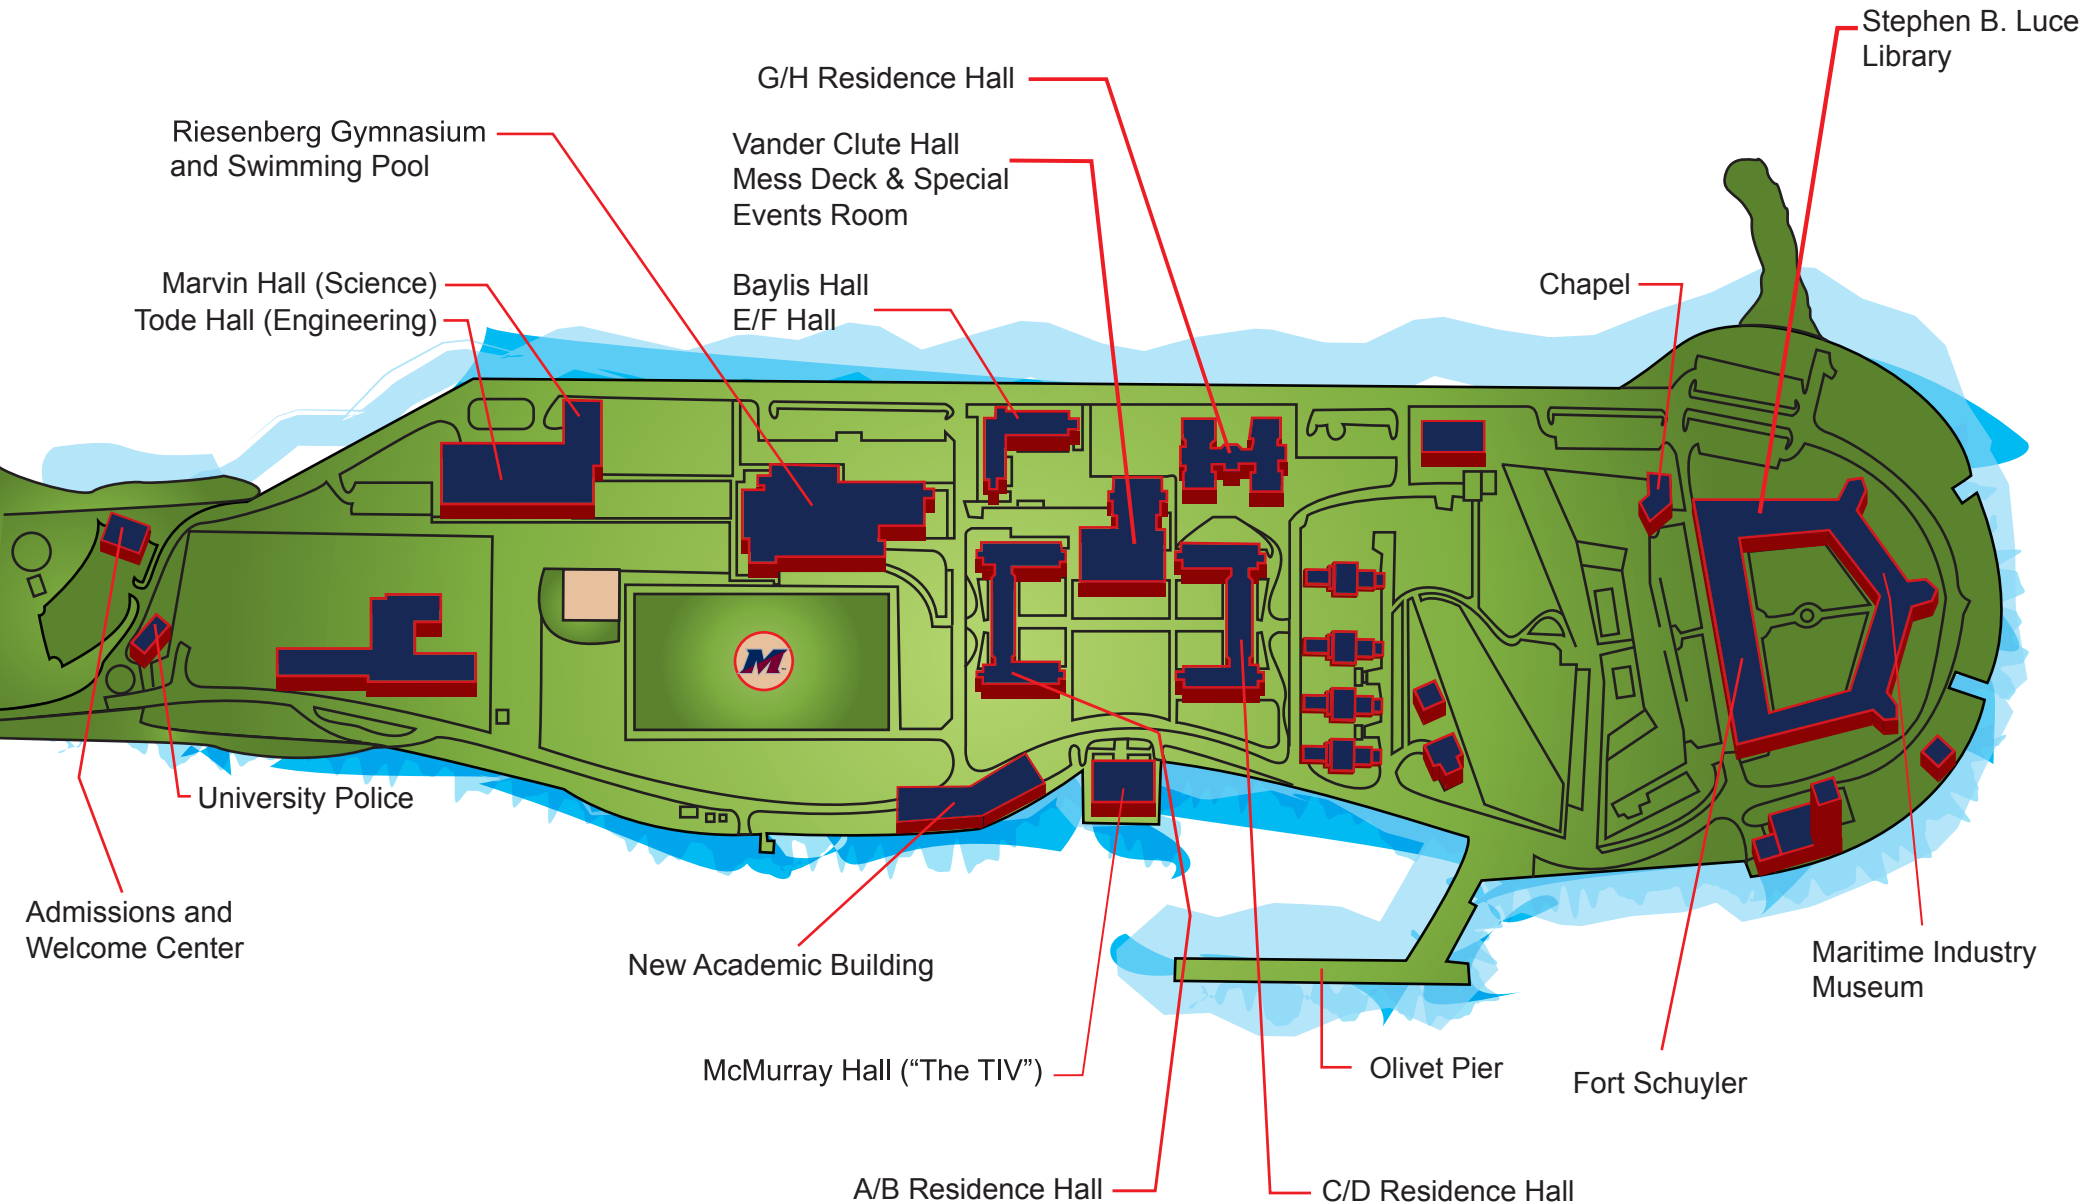 Stephen B. Luce
Library
G/H Residence Hall
Riesenberg Gymnasium
and Swimming Pool
Vander Clute Hall
Mess Deck & Special
Events Room
Marvin Hall (Science)
Tode Hall (Engineering)
Baylis Hall
E/F Hall
Chapel
M
University Police
Admissions and
Welcome Center
New Academic Building
Maritime Industry
Museum
McMurray Hall (“The TIV”)
Olivet Pier
Fort Schuyler
A/B Residence Hall
C/D Residence Hall